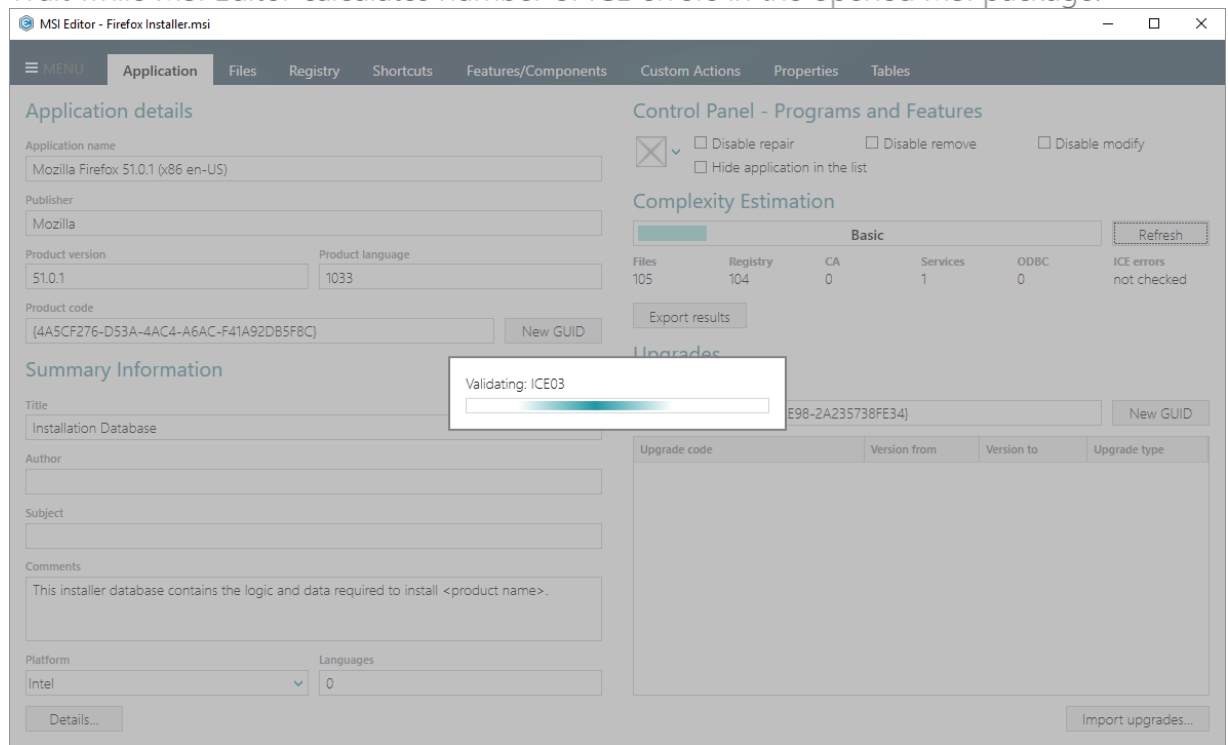 Wait while MSI Editor calculates number of ICE errors in the opened MSI package.
MSI Editor - Firefox Installer.msi
MENU Application Files Registry Shortcuts Features/Components Custom Actions Properties Tables
Application details
Application name
Mozilla Firefox 51.0.1 (x86 en-US)
Publisher
Mozilla
Product version Product language
51.0.1 1033
Product code
{4A5CF276-D53A-4AC4-A6AC-F41A92DB5F8C} New GUID
Summary Information
Title
Installation Database
Author
Subject
Comments
This installer database contains the logic and data required to install <product name>.
Platform Languages
Intel 0
Details...
Control Panel - Programs and Features
Disable repair Disable remove Disable modify
Hide application in the list
Complexity Estimation
Basic Refresh
Files Registry CA Services ODBC ICE errors
105 104 0 1 0 not checked
Export results
Upgrades
Validating: ICE03
E98-2A235738FE34} New GUID
Upgrade code Version from Version to Upgrade type
Import upgrades...